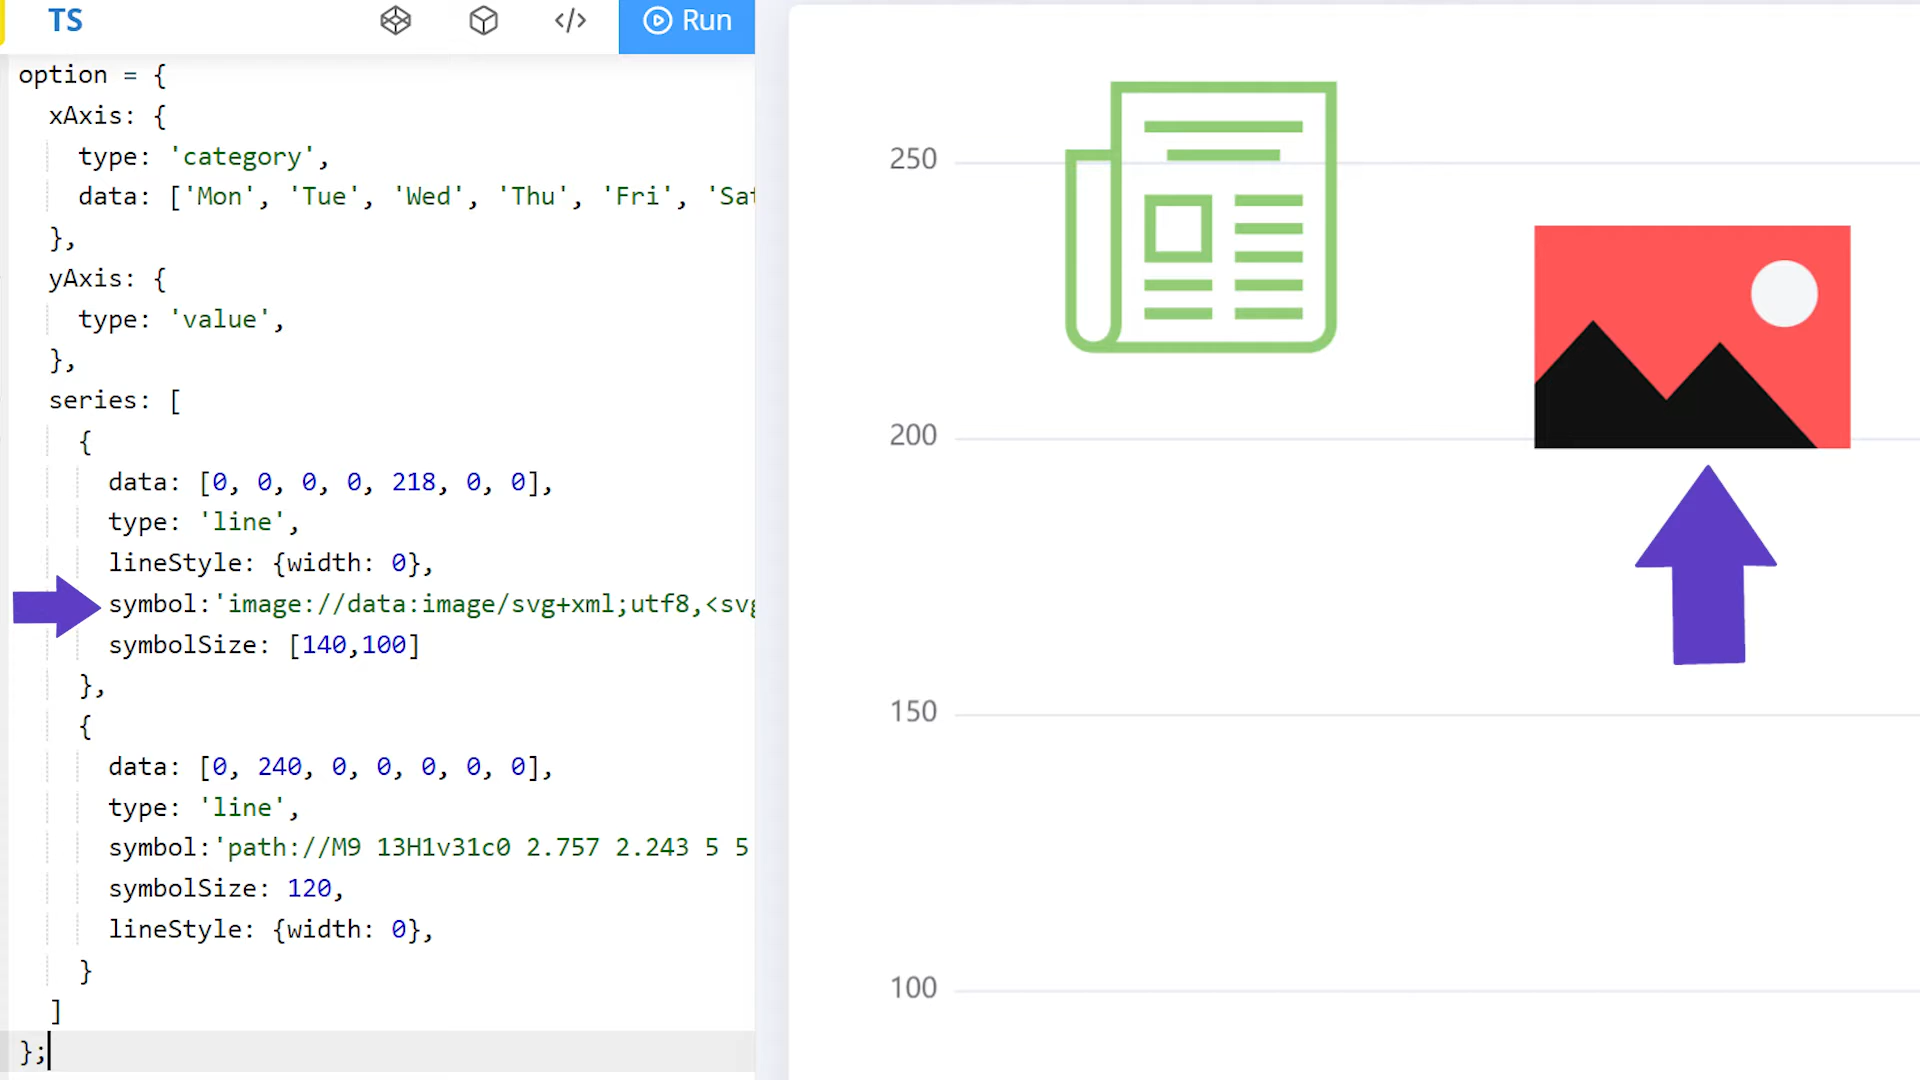 TS </> Run
option = {
xAxis: {
type: 'category',
data: ['Mon', 'Tue', 'Wed', 'Thu', 'Fri', 'Sat
},
yAxis: {
type: 'value',
},
series: [
{
data: [0, 0, 0, 0, 218, 0, 0],
type: 'line',
lineStyle: {width: 0},
symbol:'image://data:image/svg+xml;utf8,<svg
symbolSize: [140,100]
},
{
data: [0, 240, 0, 0, 0, 0, 0],
type: 'line',
symbol:'path://M9 13H1v31c0 2.757 2.243 5 5
symbolSize: 120,
lineStyle: {width: 0},
}
]
};
250
200
150
100